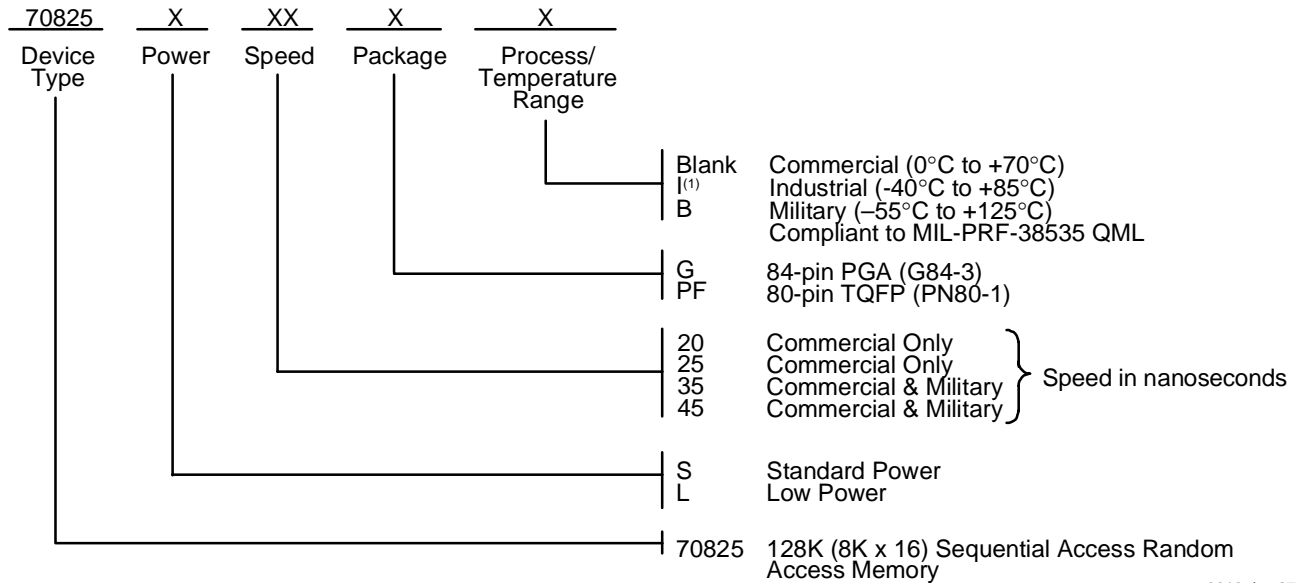 70825 X XX X X
Device Type Power Speed Package Process/ Temperature Range
Blank Commercial (0°C to +70°C)
I(1) Industrial (-40°C to +85°C)
B Military (–55°C to +125°C)
Compliant to MIL-PRF-38535 QML
G 84-pin PGA (G84-3)
PF 80-pin TQFP (PN80-1)
20 Commercial Only
25 Commercial Only
35 Commercial & Military
45 Commercial & Military
Speed in nanoseconds
S Standard Power
L Low Power
70825 128K (8K x 16) Sequential Access Random
Access Memory